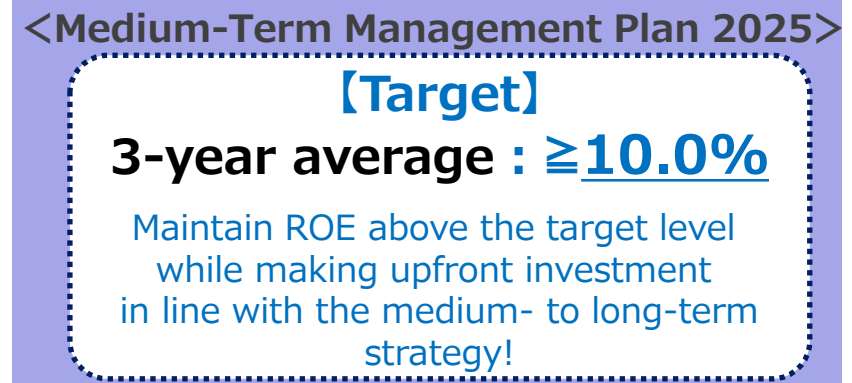 <Medium-Term Management Plan 2025>
【Target】
3-year average : ≧10.0%
Maintain ROE above the target level
while making upfront investment
in line with the medium- to long-term
strategy!